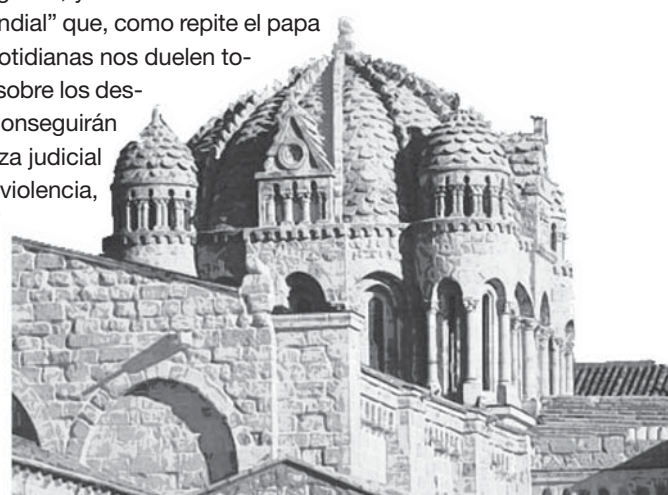 ndial” que, como repite el papa
otidianas nos duelen to-
sobre los des-
onseguirán
za judicial
violencia,